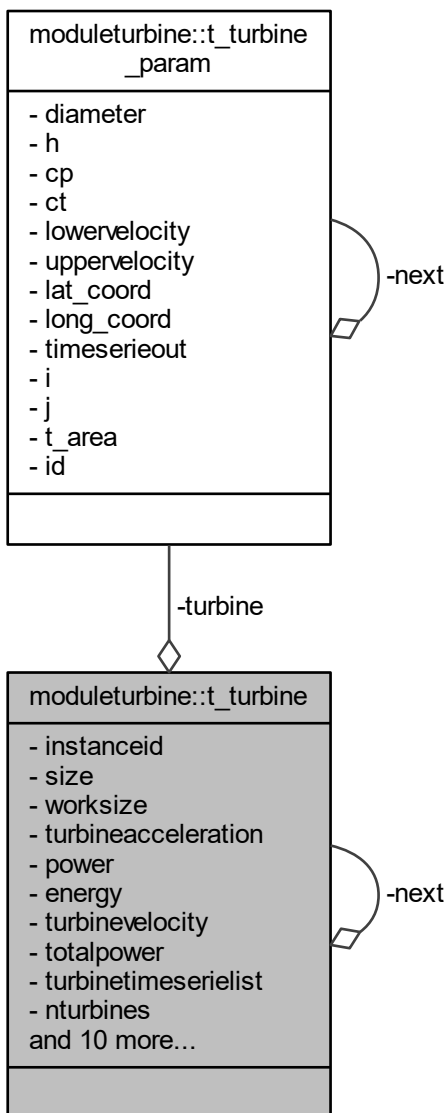 moduleturbine::t_turbine
_param
- diameter
- h
- cp
- ct
- lowervelocity
- uppervelocity
- lat_coord
- long_coord
- timeserieout
- i
- j
- t_area
- id
-next
-turbine
moduleturbine::t_turbine
- instanceid
- size
- worksize
- turbineacceleration
- power
- energy
- turbinevelocity
- totalpower
- turbinetimeserielist
- nturbines
and 10 more...
-next